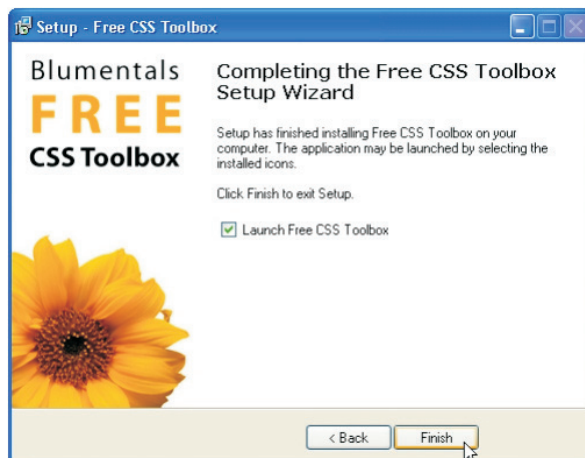 Setup - Free CSS Toolbox
Blumentals
FREE
CSS Toolbox
Completing the Free CSS Toolbox
Setup Wizard
Setup has finished installing Free CSS Toolbox on your
computer. The application may be launched by selecting the
installed icons.
Click Finish to exit Setup.
Launch Free CSS Toolbox
< Back
Finish